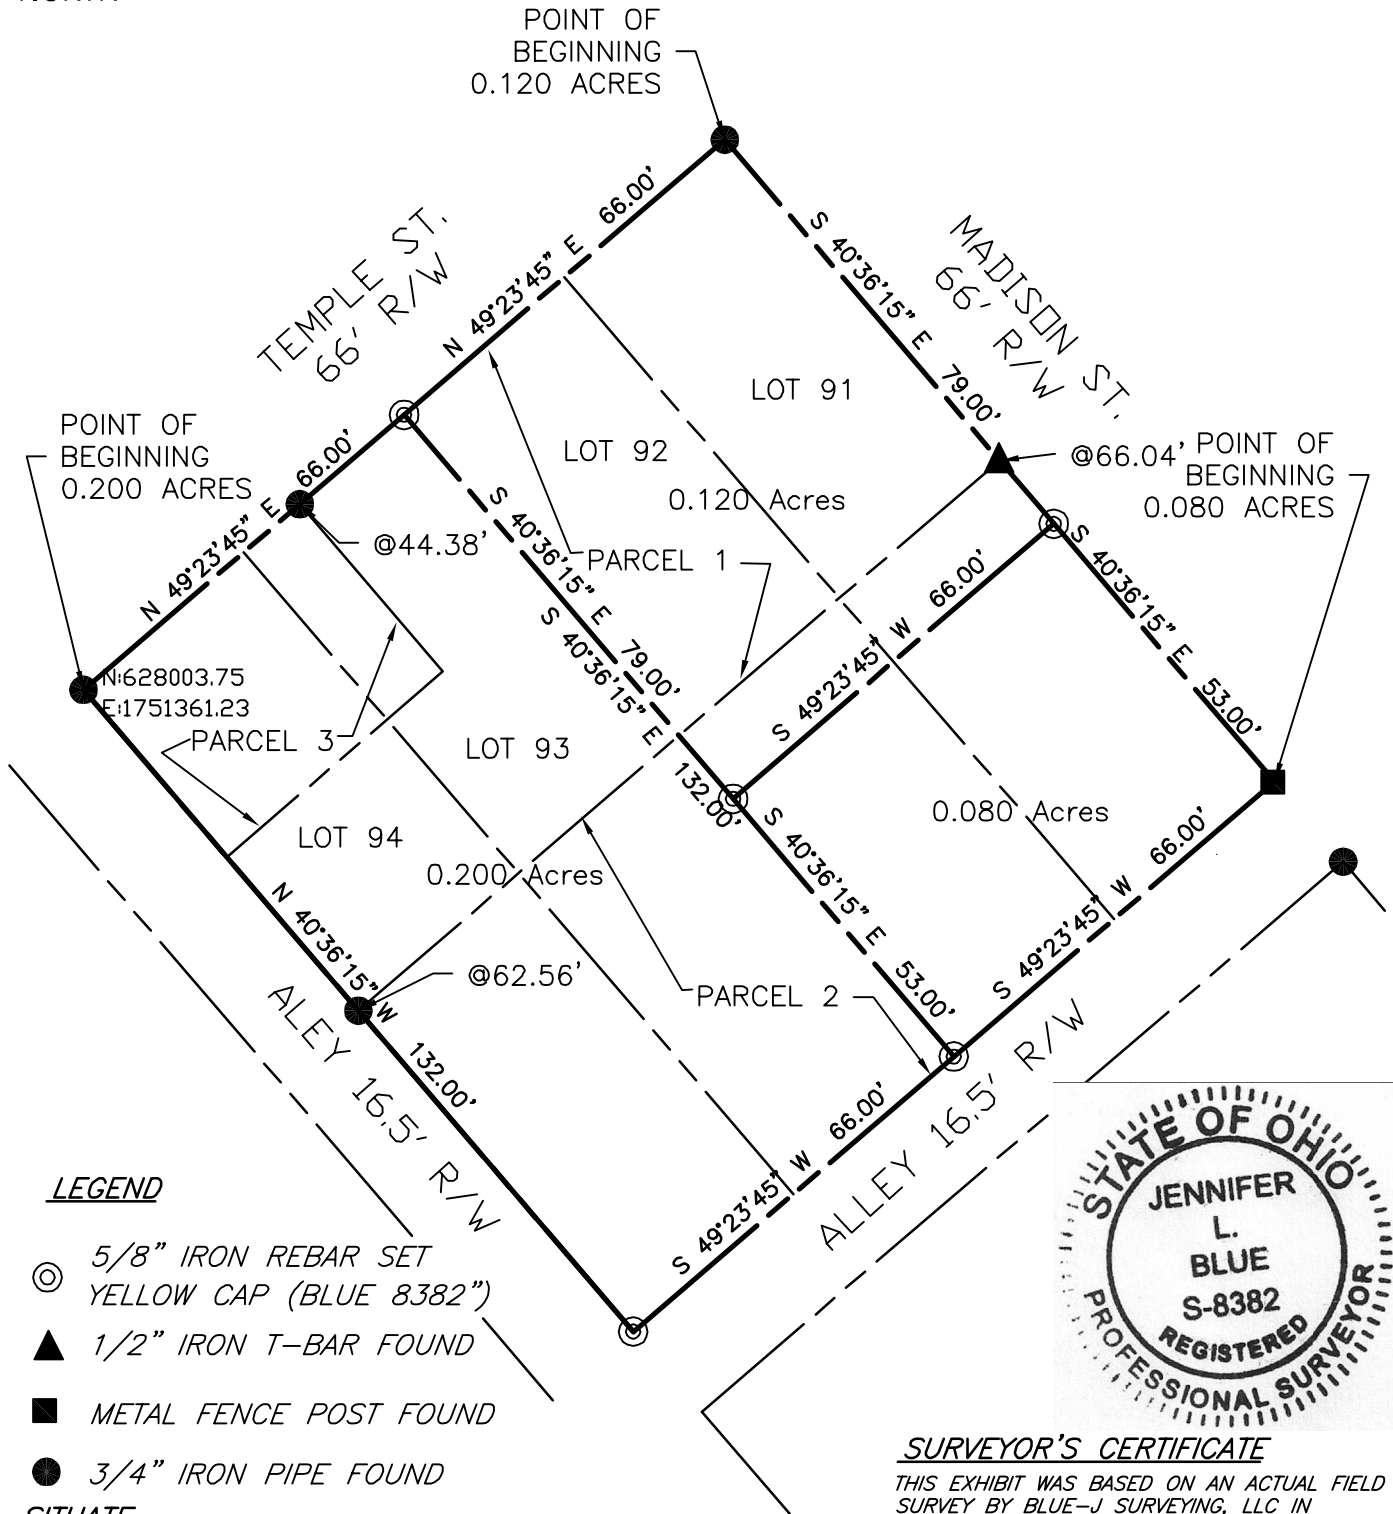 POINT OF
BEGINNING
0.120 ACRES
TEMPLE ST.
66' R/W
N 49°23'45" E 66.00'
S 40°36'15" E 79.00'
MADISON ST.
66' R/W
LOT 91
LOT 92
0.120 Acres
@66.04'
POINT OF
BEGINNING
0.080 ACRES
POINT OF
BEGINNING
0.200 ACRES
N 49°23'45" E 66.00'
@44.38'
PARCEL 1
S 40°36'15" E 79.00'
S 40°36'15" E 132.00'
S 49°23'45" W 66.00'
S 40°36'15" E 53.00'
N:628003.75
E:1751361.23
PARCEL 3
LOT 93
LOT 94
0.200 Acres
0.080 Acres
S 40°36'15" E 53.00'
S 49°23'45" W 66.00'
N 40°36'15" W 132.00'
@62.56'
PARCEL 2
ALEY 16.5' R/W
S 49°23'45" W 66.00'
ALLEY 16.5' R/W
LEGEND
5/8" IRON REBAR SET
YELLOW CAP (BLUE 8382")
1/2" IRON T-BAR FOUND
METAL FENCE POST FOUND
3/4" IRON PIPE FOUND
STATE OF OHIO
JENNIFER
L.
BLUE
S-8382
REGISTERED
PROFESSIONAL SURVEYOR
SURVEYOR'S CERTIFICATE
THIS EXHIBIT WAS BASED ON AN ACTUAL FIELD
SURVEY BY BLUE-J SURVEYING, LLC IN